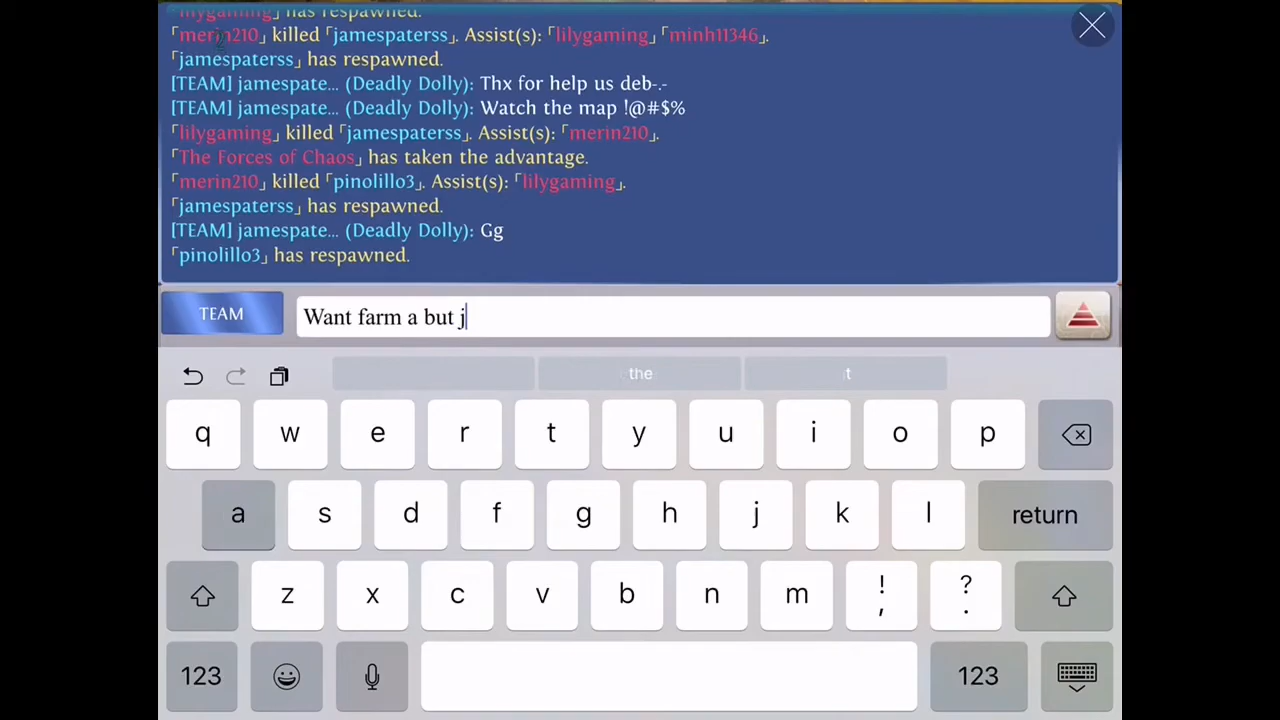 「lilygaming」has respawned.
「merin210」killed「jamespaterss」. Assist(s):「lilygaming」「minh11346」.
「jamespaterss」has respawned.
[TEAM] jamespate... (Deadly Dolly): Thx for help us deb-.-
[TEAM] jamespate... (Deadly Dolly): Watch the map !@#$%
「lilygaming」killed「jamespaterss」. Assist(s):「merin210」.
「The Forces of Chaos」has taken the advantage.
「merin210」killed「pinolillo3」. Assist(s):「lilygaming」.
「jamespaterss」has respawned.
[TEAM] jamespate... (Deadly Dolly): Gg
「pinolillo3」has respawned.
TEAM Want farm a but j
the t
q w e r t y u i o p
a s d f g h j k l return
z x c v b n m ! , ? .
123 123